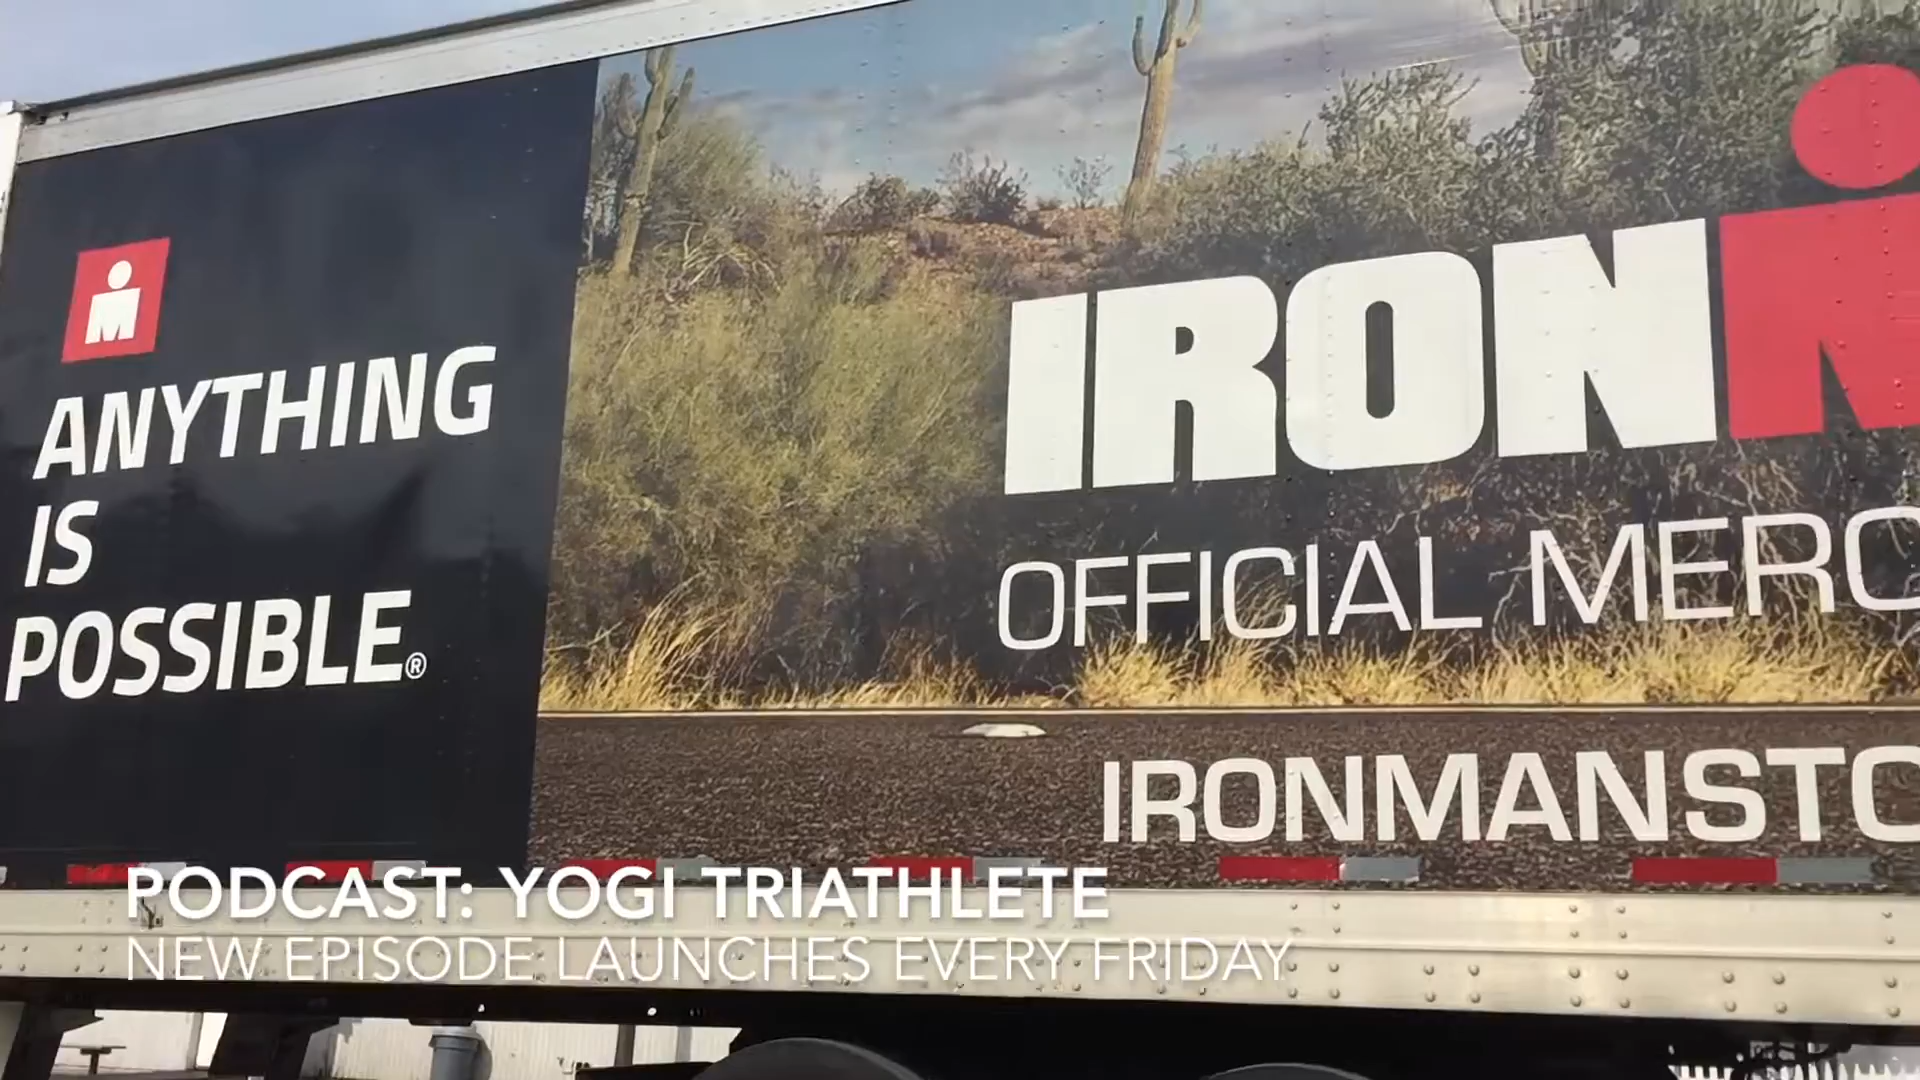 ANYTHING
IS
POSSIBLE®
IRON
OFFICIAL MERC
IRONMANSTO
PODCAST: YOGI TRIATHLETE
NEW EPISODE LAUNCHES EVERY FRIDAY